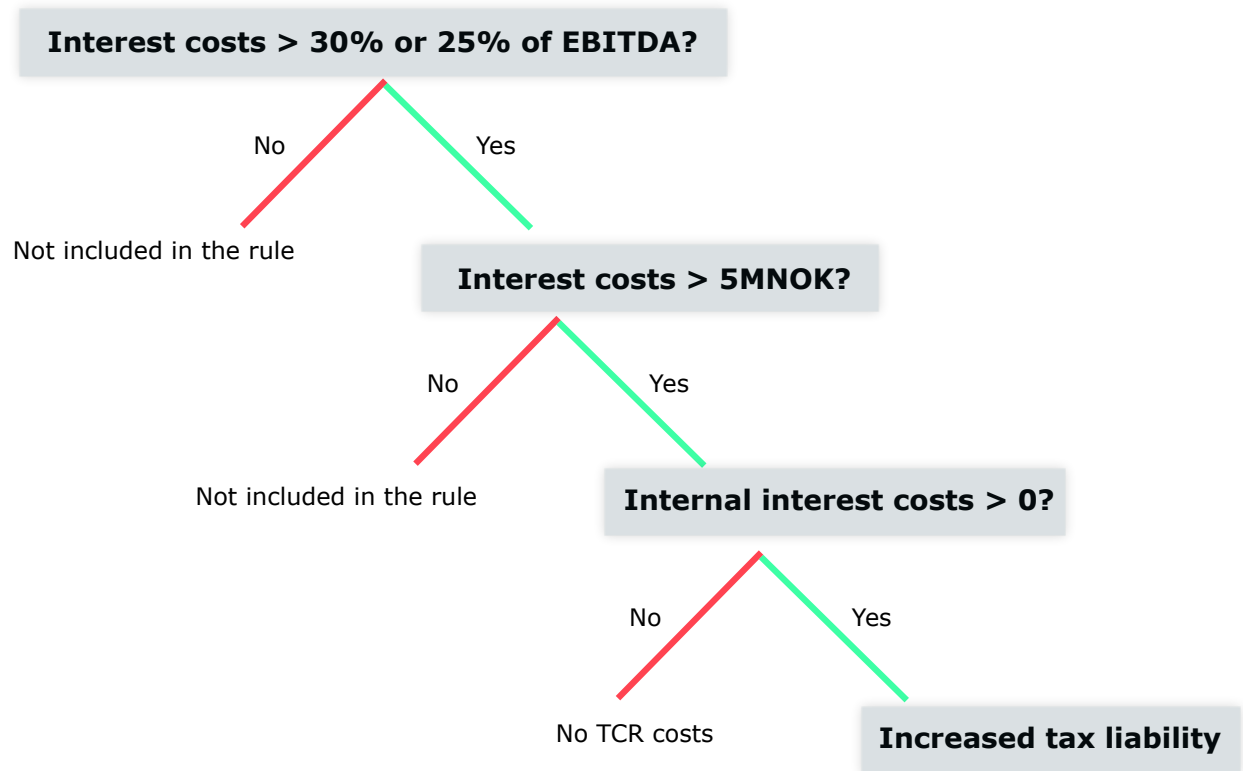 Interest costs > 30% or 25% of EBITDA?
No
Yes
Not included in the rule
Interest costs > 5MNOK?
No
Yes
Not included in the rule
Internal interest costs > 0?
No
Yes
No TCR costs
Increased tax liability